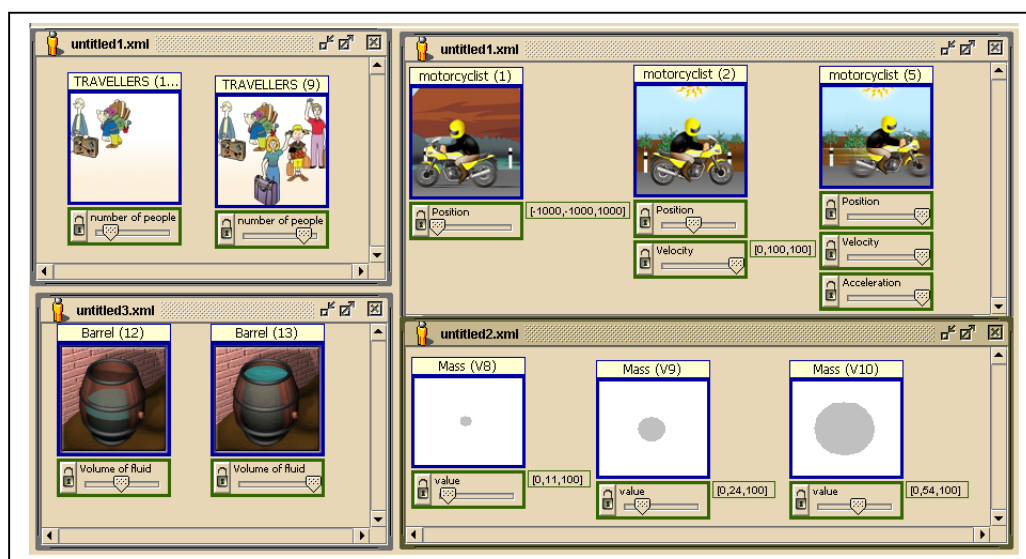 untitled1.xml
TRAVELLERS (1...
TRAVELLERS (9)
number of people
number of people
untitled1.xml
motorcyclist (1)
motorcyclist (2)
motorcyclist (5)
Position
[-1000,-1000,1000]
Position
Position
Velocity
[0,100,100]
Velocity
Acceleration
untitled3.xml
Barrel (12)
Barrel (13)
Volume of fluid
Volume of fluid
untitled2.xml
Mass (V8)
Mass (V9)
Mass (V10)
value
[0,11,100]
value
[0,24,100]
value
[0,54,100]